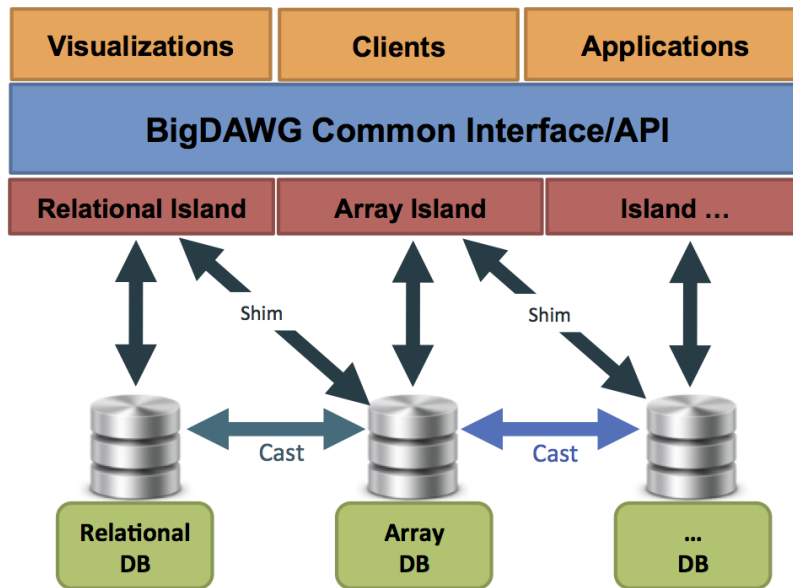 Visualizations
Clients
Applications
BigDAWG Common Interface/API
Relational Island
Array Island
Island …
Shim
Shim
Cast
Cast
Relational
DB
Array
DB
...
DB